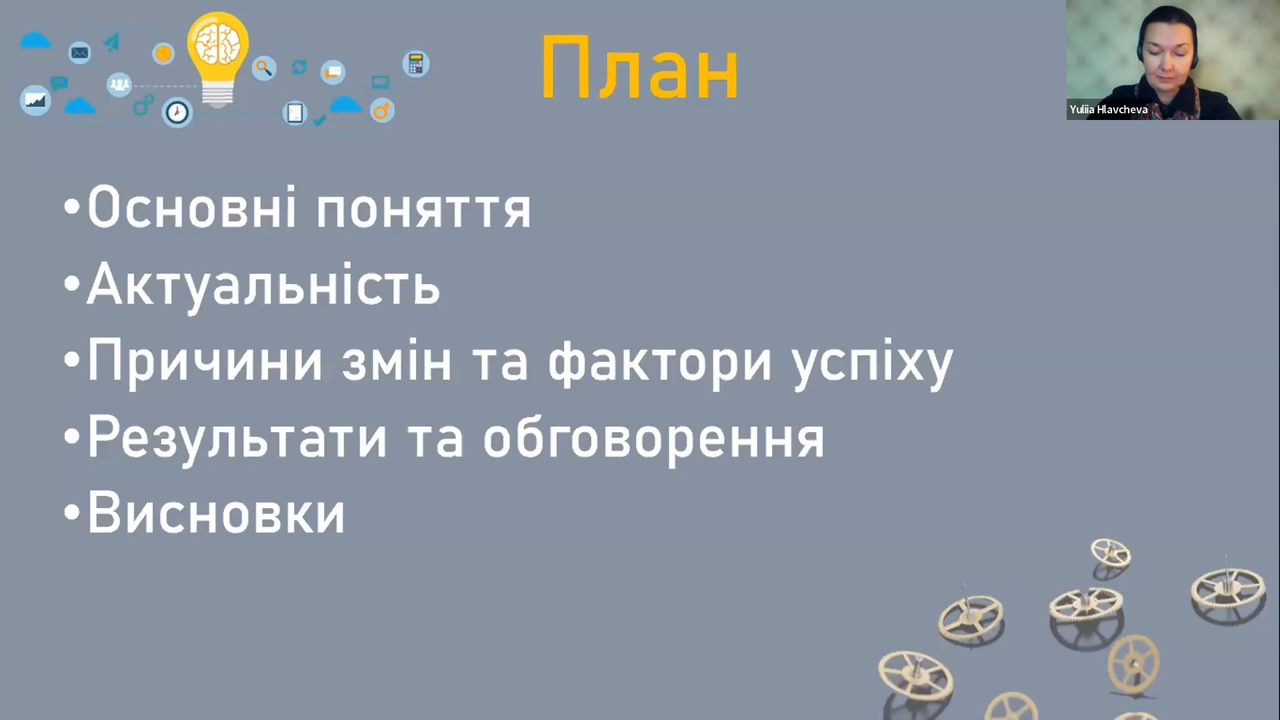 План
Yuliia Hlavcheva
•Основні поняття
•Актуальність
•Причини змін та фактори успіху
•Результати та обговорення
•Висновки